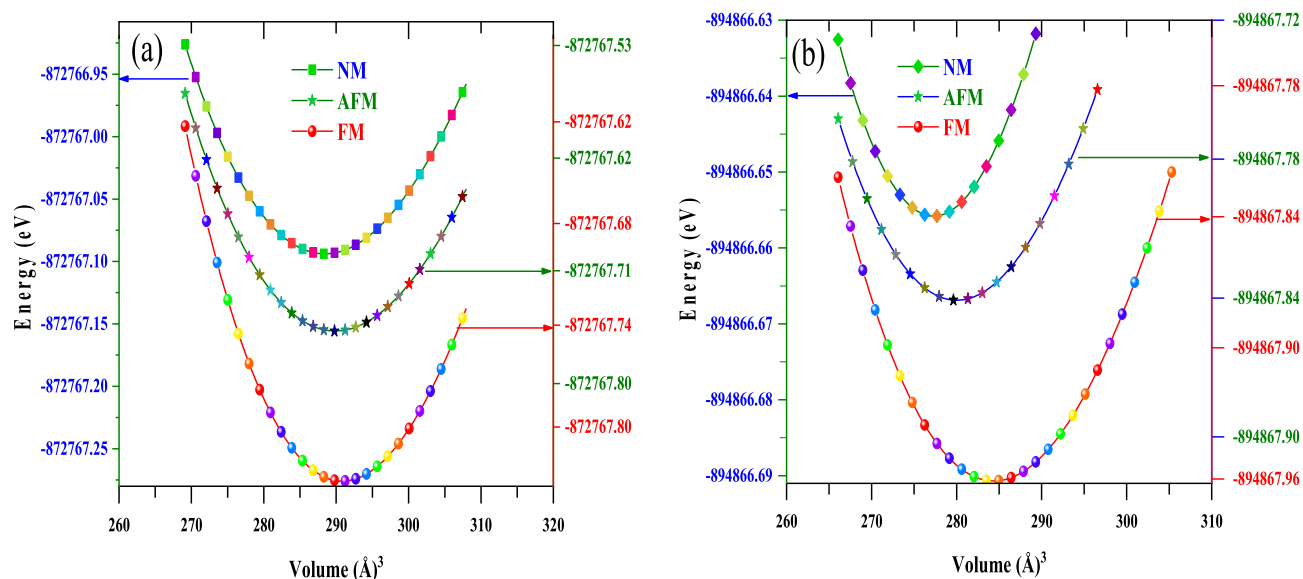 (a)
NM
AFM
FM
Energy (eV)
-872766.95
-872767.00
-872767.05
-872767.10
-872767.15
-872767.20
-872767.25
-872767.53
-872767.62
-872767.62
-872767.68
-872767.71
-872767.74
-872767.80
-872767.80
260 270 280 290 300 310 320
Volume (Å)3
(b)
NM
AFM
FM
Energy (eV)
-894866.63
-894866.64
-894866.65
-894866.66
-894866.67
-894866.68
-894866.69
-894867.72
-894867.78
-894867.78
-894867.84
-894867.84
-894867.90
-894867.90
-894867.96
260 270 280 290 300 310
Volume (Å)3